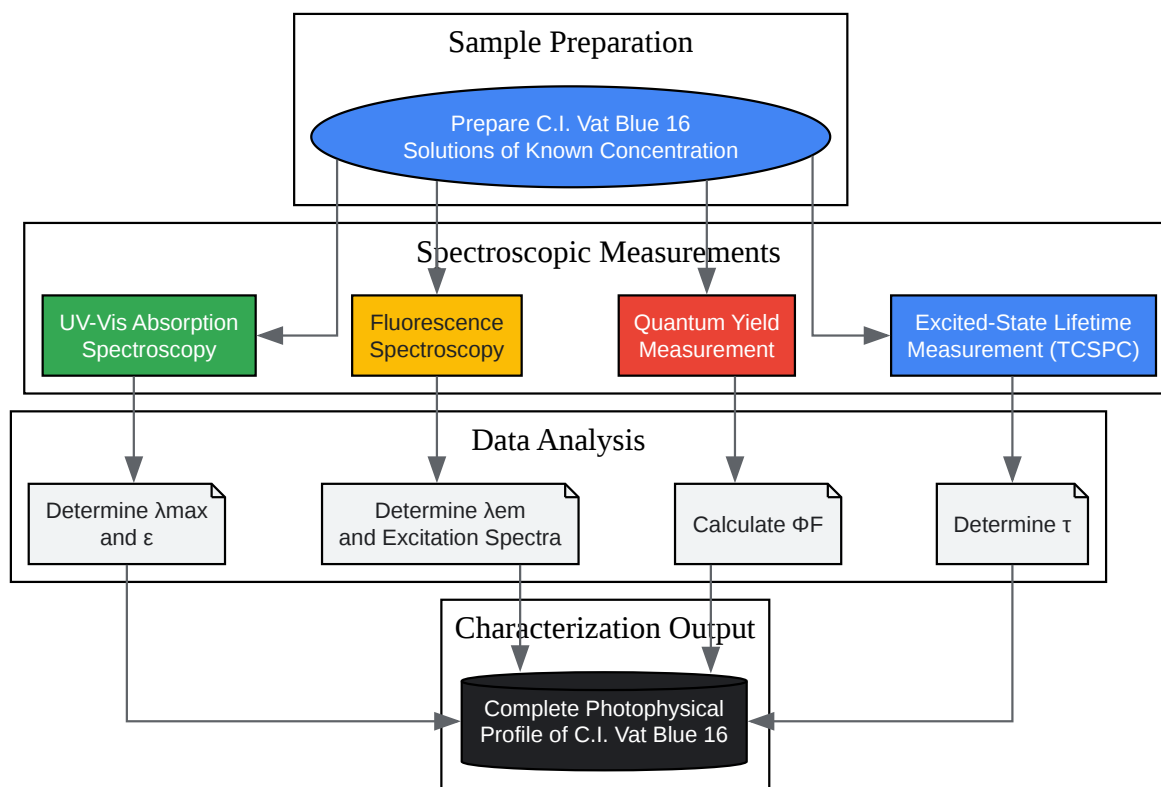 Sample Preparation
Prepare C.I. Vat Blue 16
Solutions of Known Concentration
Spectroscopic Measurements
UV-Vis Absorption
Spectroscopy
Fluorescence
Spectroscopy
Quantum Yield
Measurement
Excited-State Lifetime
Measurement (TCSPC)
Data Analysis
Determine λmax
and ε
Determine λem
and Excitation Spectra
Calculate ΦF
Determine τ
Characterization Output
Complete Photophysical
Profile of C.I. Vat Blue 16